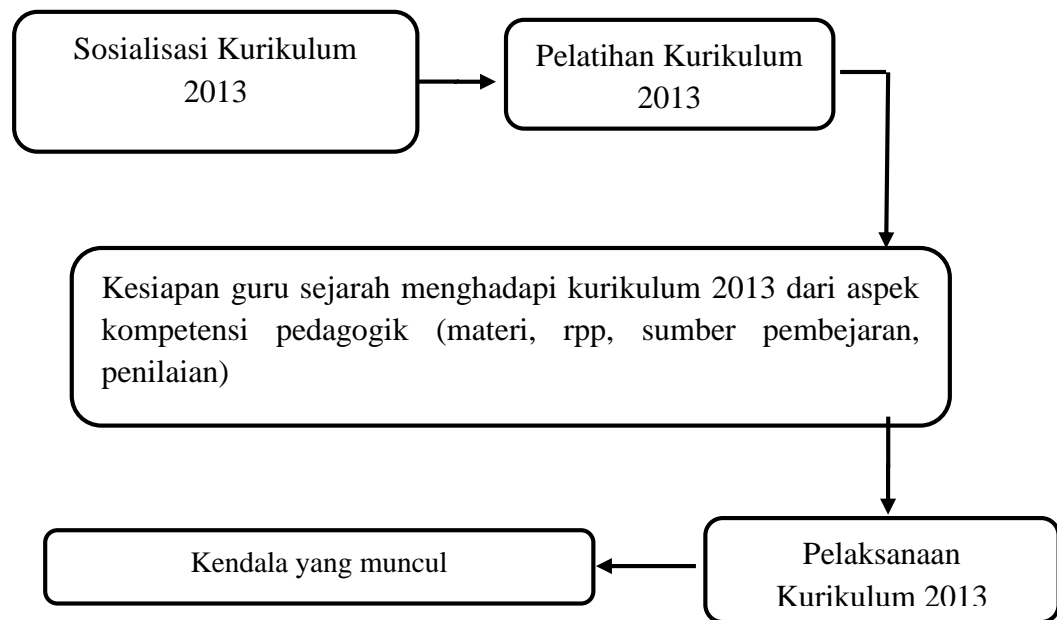 Sosialisasi Kurikulum
2013
Pelatihan Kurikulum
2013
Kesiapan guru sejarah menghadapi kurikulum 2013 dari aspek
kompetensi pedagogik (materi, rpp, sumber pembejaran,
penilaian)
Kendala yang muncul
Pelaksanaan
Kurikulum 2013